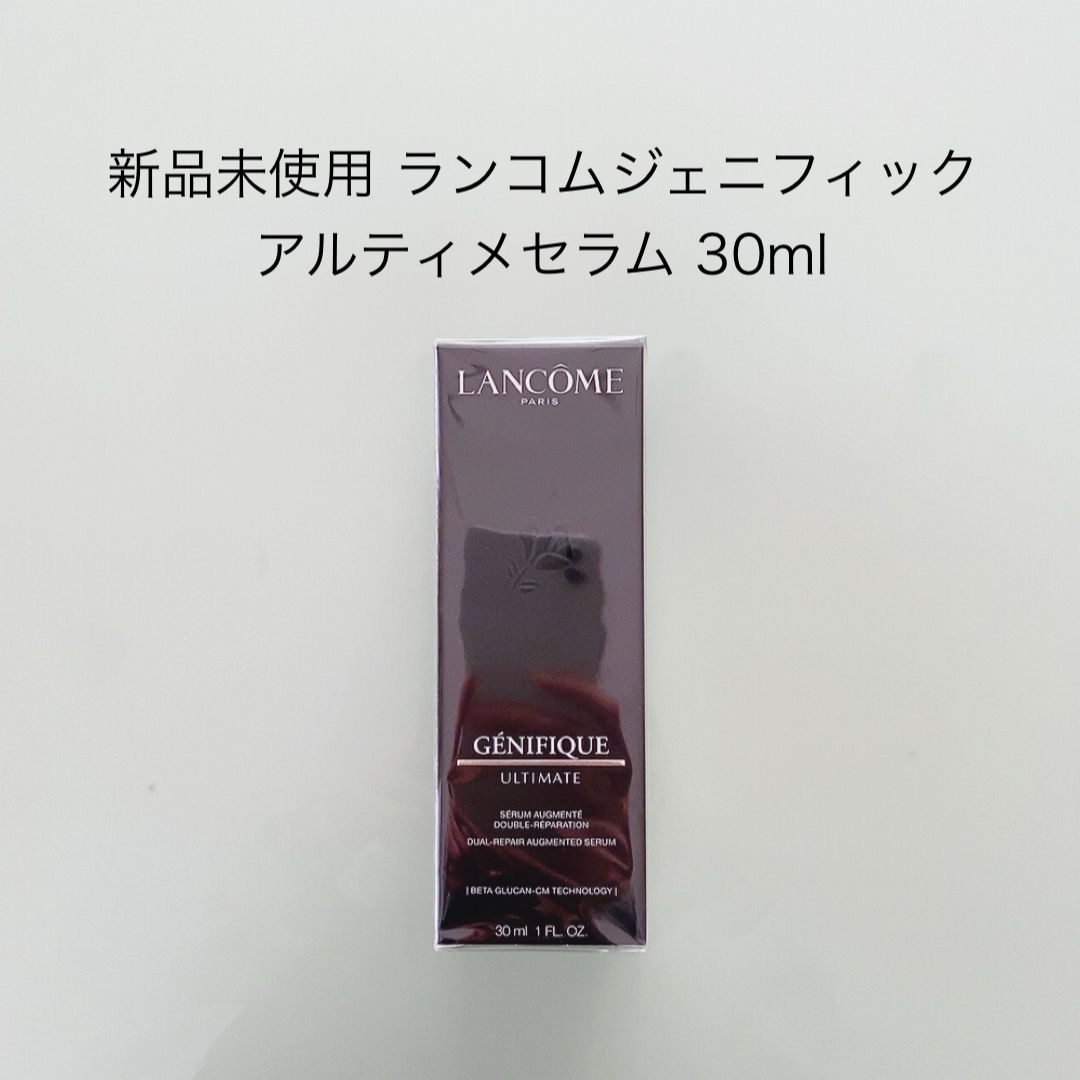 新品未使用 ランコムジェニフィック
アルティメセラム 30ml
LANCÔME
PARIS
GÉNIFIQUE
ULTIMATE
SÉRUM AUGMENTÉ
DOUBLE-RÉPARATION
DUAL-REPAIR AUGMENTED SERUM
[ BETA GLUCAN-CM TECHNOLOGY ]
30 ml 1 FL. OZ.